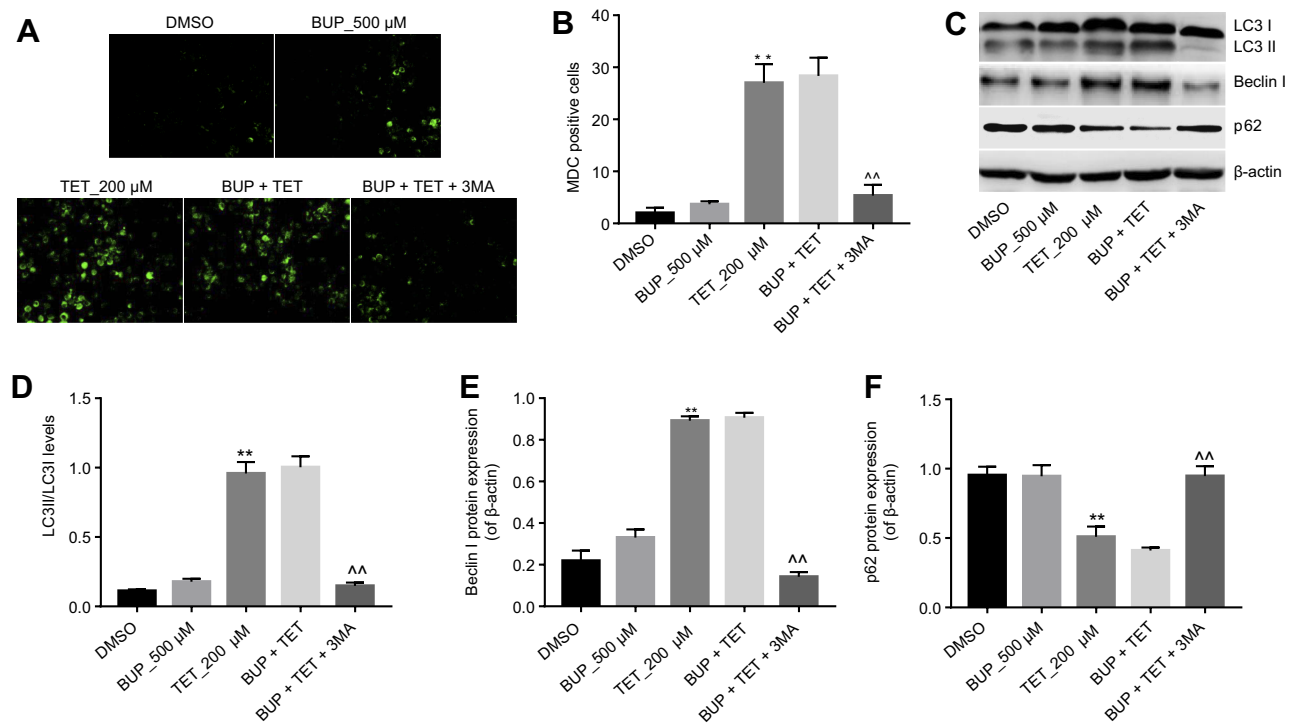 A
DMSO
BUP_500 µM
TET_200 µM
BUP + TET
BUP + TET + 3MA
B
MDC positive cells
40
30
20
10
0
**
^^
DMSO
BUP_500 µM
TET_200 µM
BUP + TET
BUP + TET + 3MA
C
LC3 I
LC3 II
Beclin I
p62
β-actin
DMSO
BUP_500 µM
TET_200 µM
BUP + TET
BUP + TET + 3MA
D
LC3II/LC3I levels
1.5
1.0
0.5
0.0
**
^^
DMSO
BUP_500 µM
TET_200 µM
BUP + TET
BUP + TET + 3MA
E
Beclin I protein expression
(of β-actin)
1.0
0.8
0.6
0.4
0.2
0.0
**
^^
DMSO
BUP_500 µM
TET_200 µM
BUP + TET
BUP + TET + 3MA
F
p62 protein expression
(of β-actin)
1.5
1.0
0.5
0.0
**
^^
DMSO
BUP_500 µM
TET_200 µM
BUP + TET
BUP + TET + 3MA